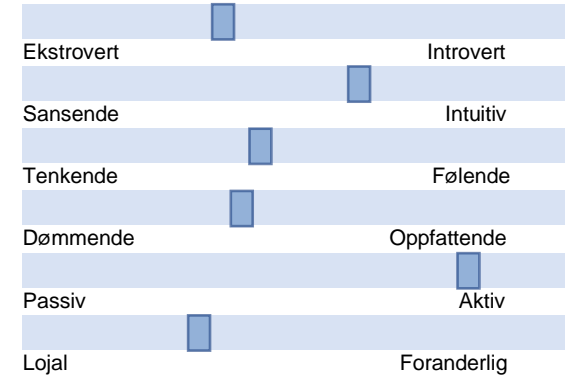 Ekstrovert Introvert
Sansende Intuitiv
Tenkende Følende
Dømmende Oppfattende
Passiv Aktiv
Lojal Foranderlig